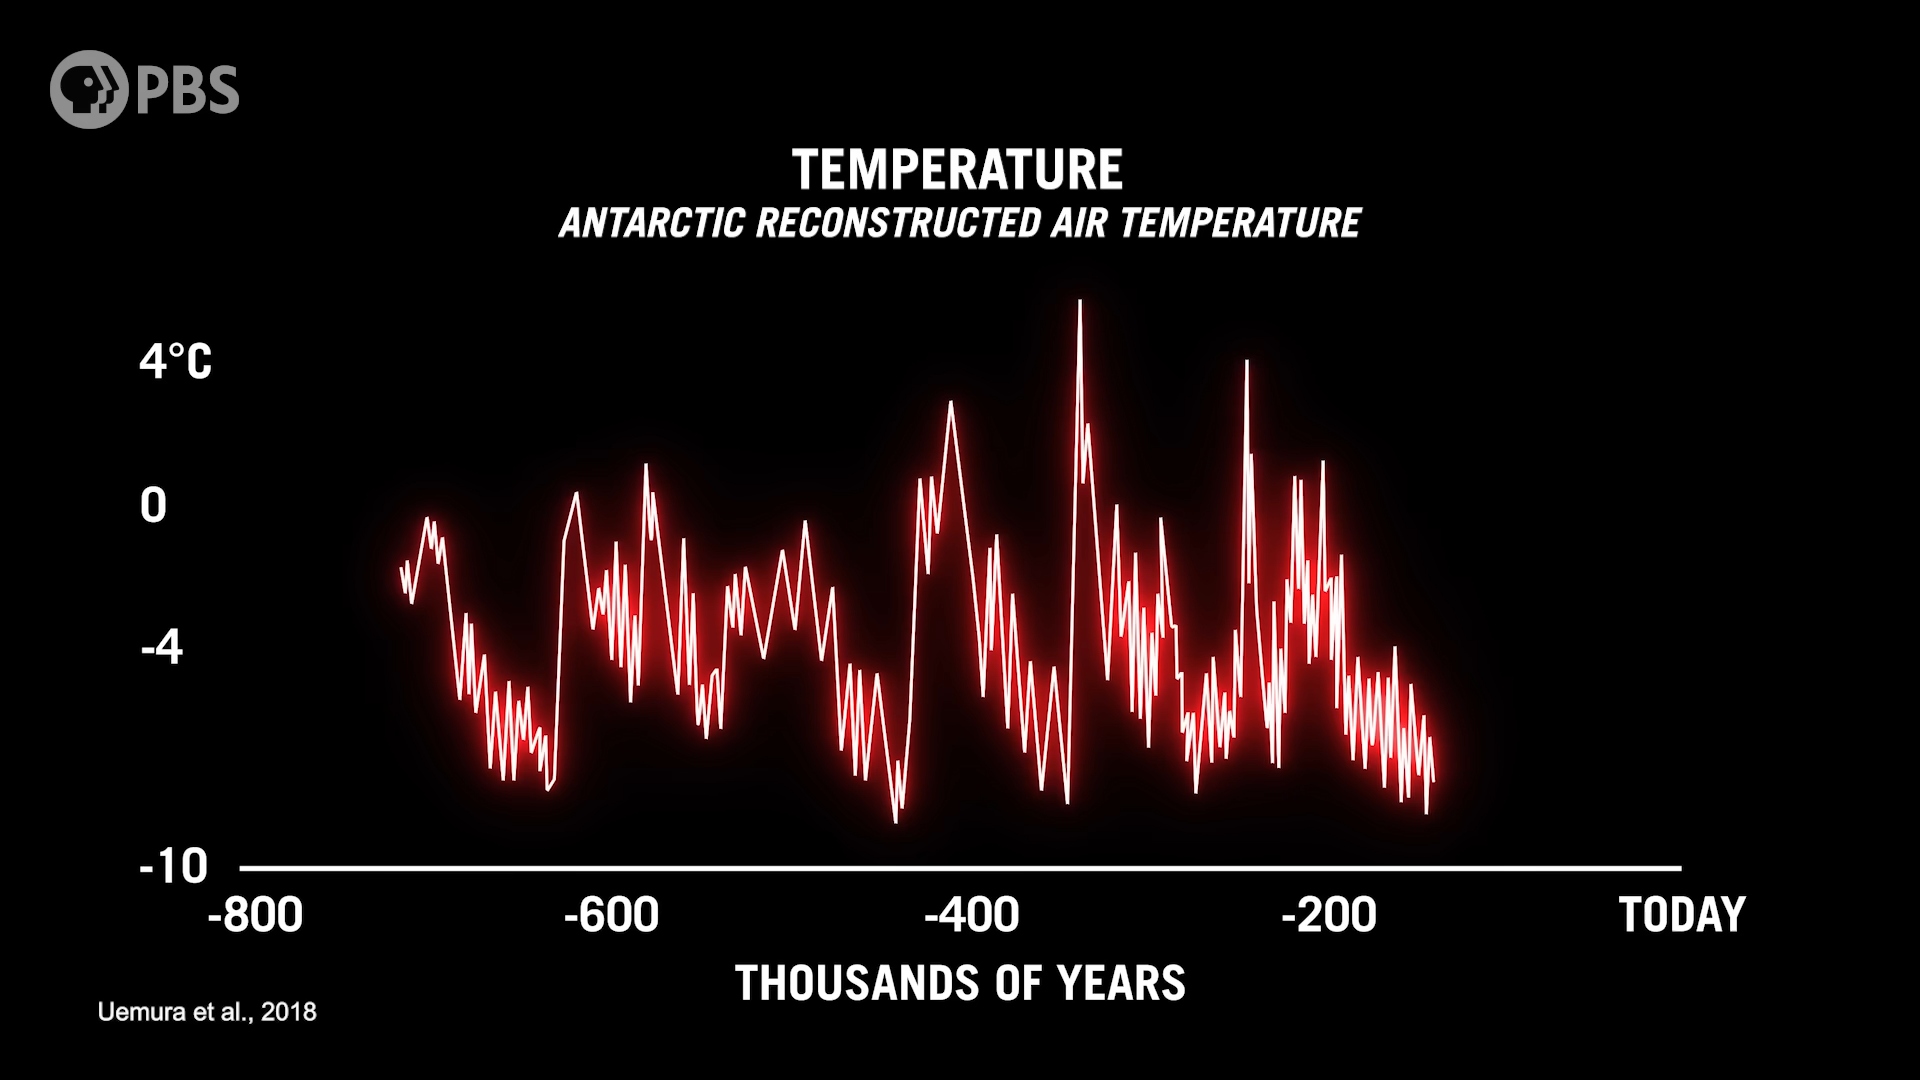 PBS
TEMPERATURE
ANTARCTIC RECONSTRUCTED AIR TEMPERATURE
4°C
0
-4
-10
-800 -600 -400 -200 TODAY
THOUSANDS OF YEARS
Uemura et al., 2018